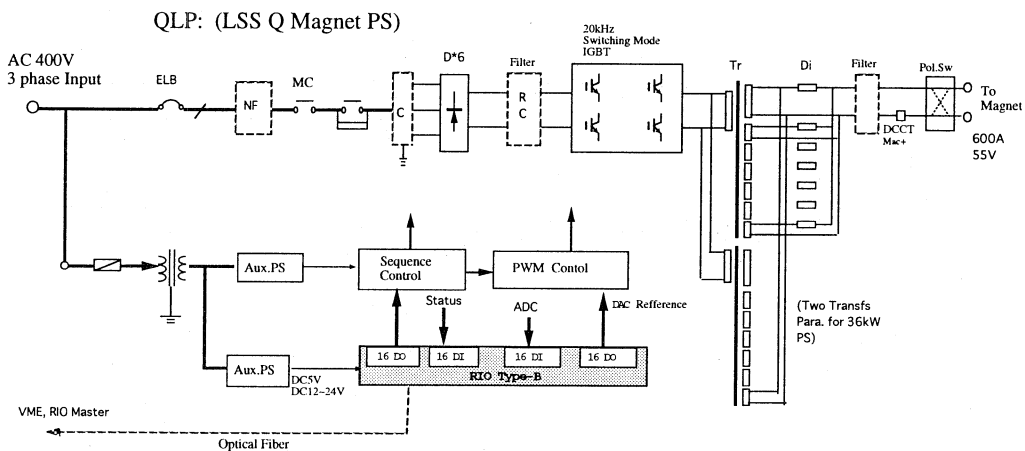 QLP: (LSS Q Magnet PS)
AC 400V
3 phase Input
ELB
NF
MC
C
D*6
Filter
R
C
20kHz
Switching Mode
IGBT
Tr
Di
Filter
Pol.Sw
To
Magnet
DCCT
Mac+
600A
55V
Aux.PS
Sequence
Control
PWM Contol
Status
ADC
DAC Refference
(Two Transfs
Para. for 36kW
PS)
16 DO
16 DI
16 DI
16 DO
RIO Type-B
Aux.PS
DC5V
DC12-24V
VME, RIO Master
Optical Fiber